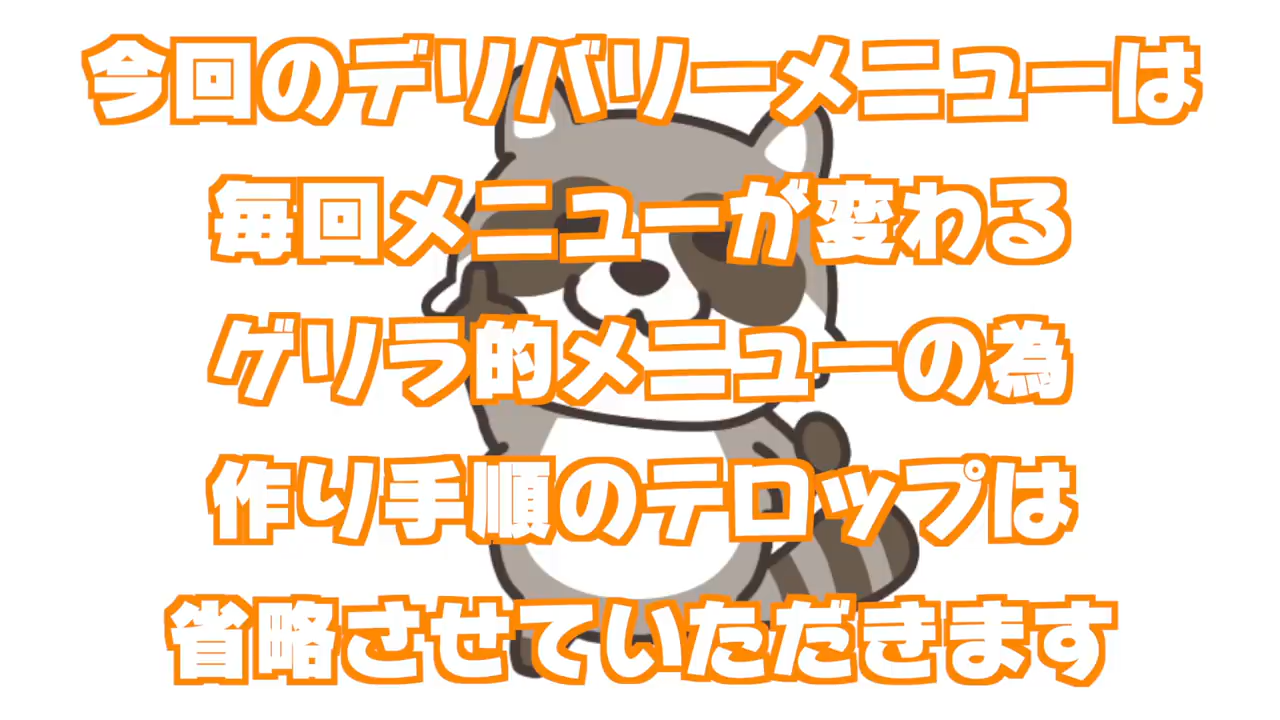 今回のデリバリーメニューは
毎回メニューが変わる
ゲリラ的メニューの為
作り手順のテロップは
省略させていただきます